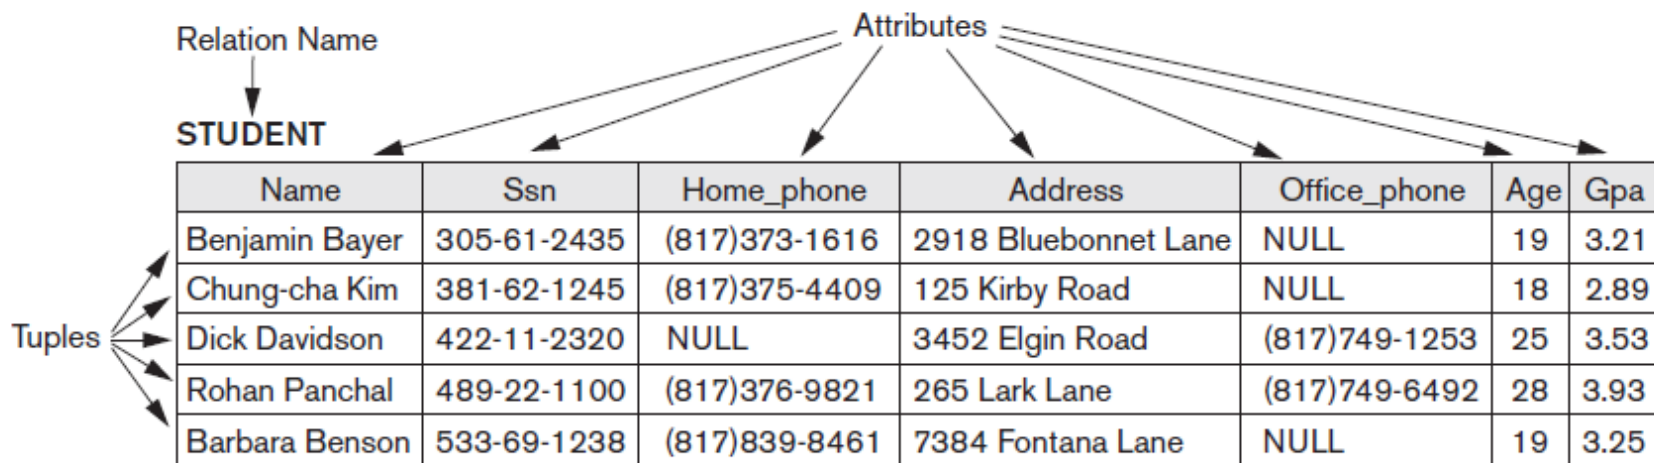 Attributes
Relation Name
STUDENT
Name Ssn Home_phone Address Office_phone Age Gpa
Benjamin Bayer 305-61-2435 (817)373-1616 2918 Bluebonnet Lane NULL 19 3.21
Chung-cha Kim 381-62-1245 (817)375-4409 125 Kirby Road NULL 18 2.89
Tuples Dick Davidson 422-11-2320 NULL 3452 Elgin Road (817)749-1253 25 3.53
Rohan Panchal 489-22-1100 (817)376-9821 265 Lark Lane (817)749-6492 28 3.93
Barbara Benson 533-69-1238 (817)839-8461 7384 Fontana Lane NULL 19 3.25